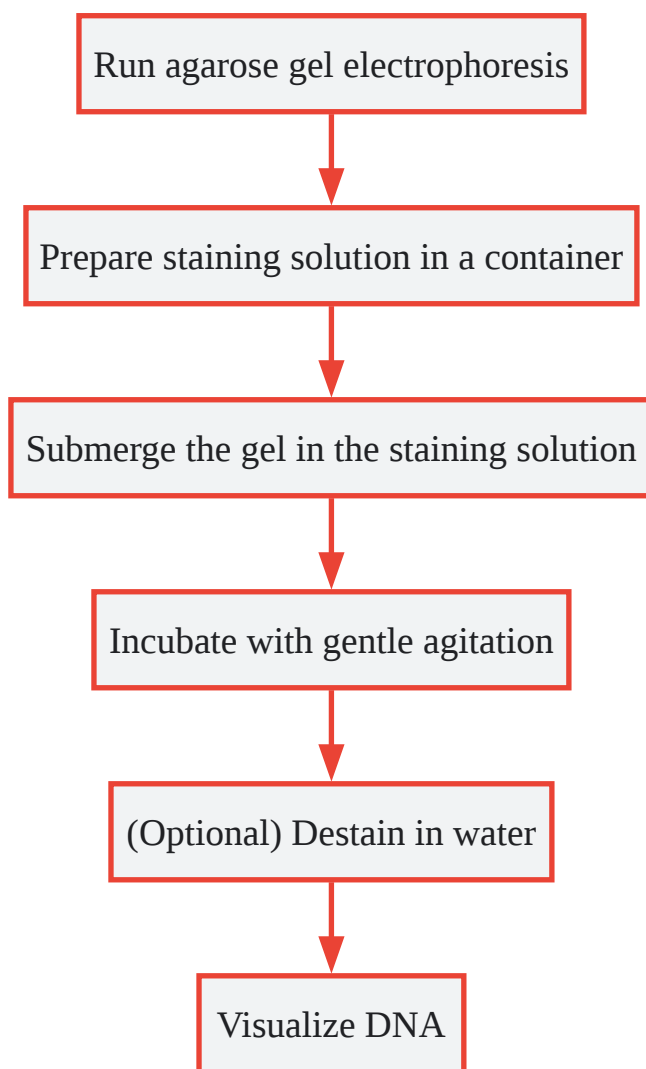 Run agarose gel electrophoresis
Prepare staining solution in a container
Submerge the gel in the staining solution
Incubate with gentle agitation
(Optional) Destain in water
Visualize DNA